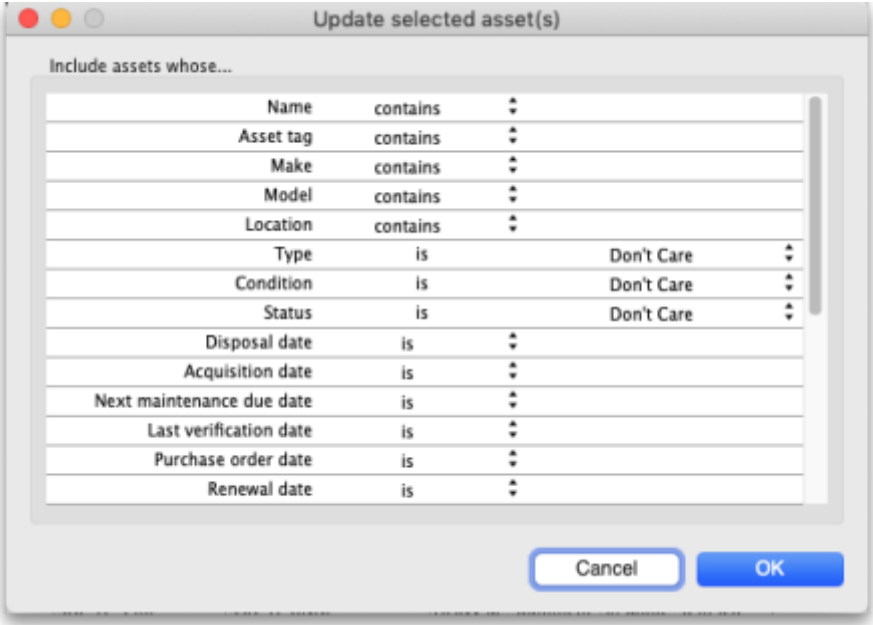 Update selected asset(s)
Include assets whose...
Name contains
Asset tag contains
Make contains
Model contains
Location contains
Type is Don't Care
Condition is Don't Care
Status is Don't Care
Disposal date is
Acquisition date is
Next maintenance due date is
Last verification date is
Purchase order date is
Renewal date is
Cancel OK